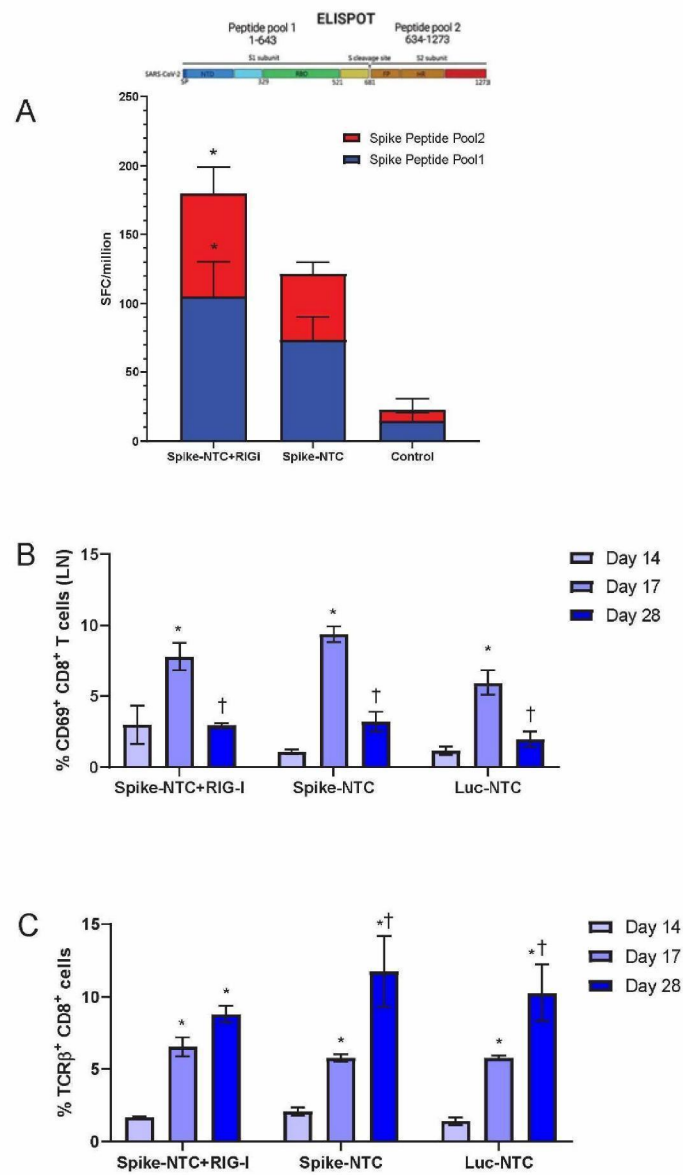 ELISPOT
Peptide pool 1
1-643
Peptide pool 2
634-1273
S1 subunit
S cleavage site
S2 subunit
SARS-CoV-2
NTD
RBD
FP
HR
SP
329
521
681
1273
A
250
200
150
100
50
0
SFC/million
Spike Peptide Pool2
Spike Peptide Pool1
*
*
Spike-NTC+RIGI
Spike-NTC
Control
B
15
10
5
0
% CD69⁺ CD8⁺ T cells (LN)
Day 14
Day 17
Day 28
*
†
*
†
*
†
Spike-NTC+RIG-I
Spike-NTC
Luc-NTC
C
15
10
5
0
% TCRβ⁺ CD8⁺ cells
Day 14
Day 17
Day 28
*
*
*
*†
*
*†
Spike-NTC+RIG-I
Spike-NTC
Luc-NTC